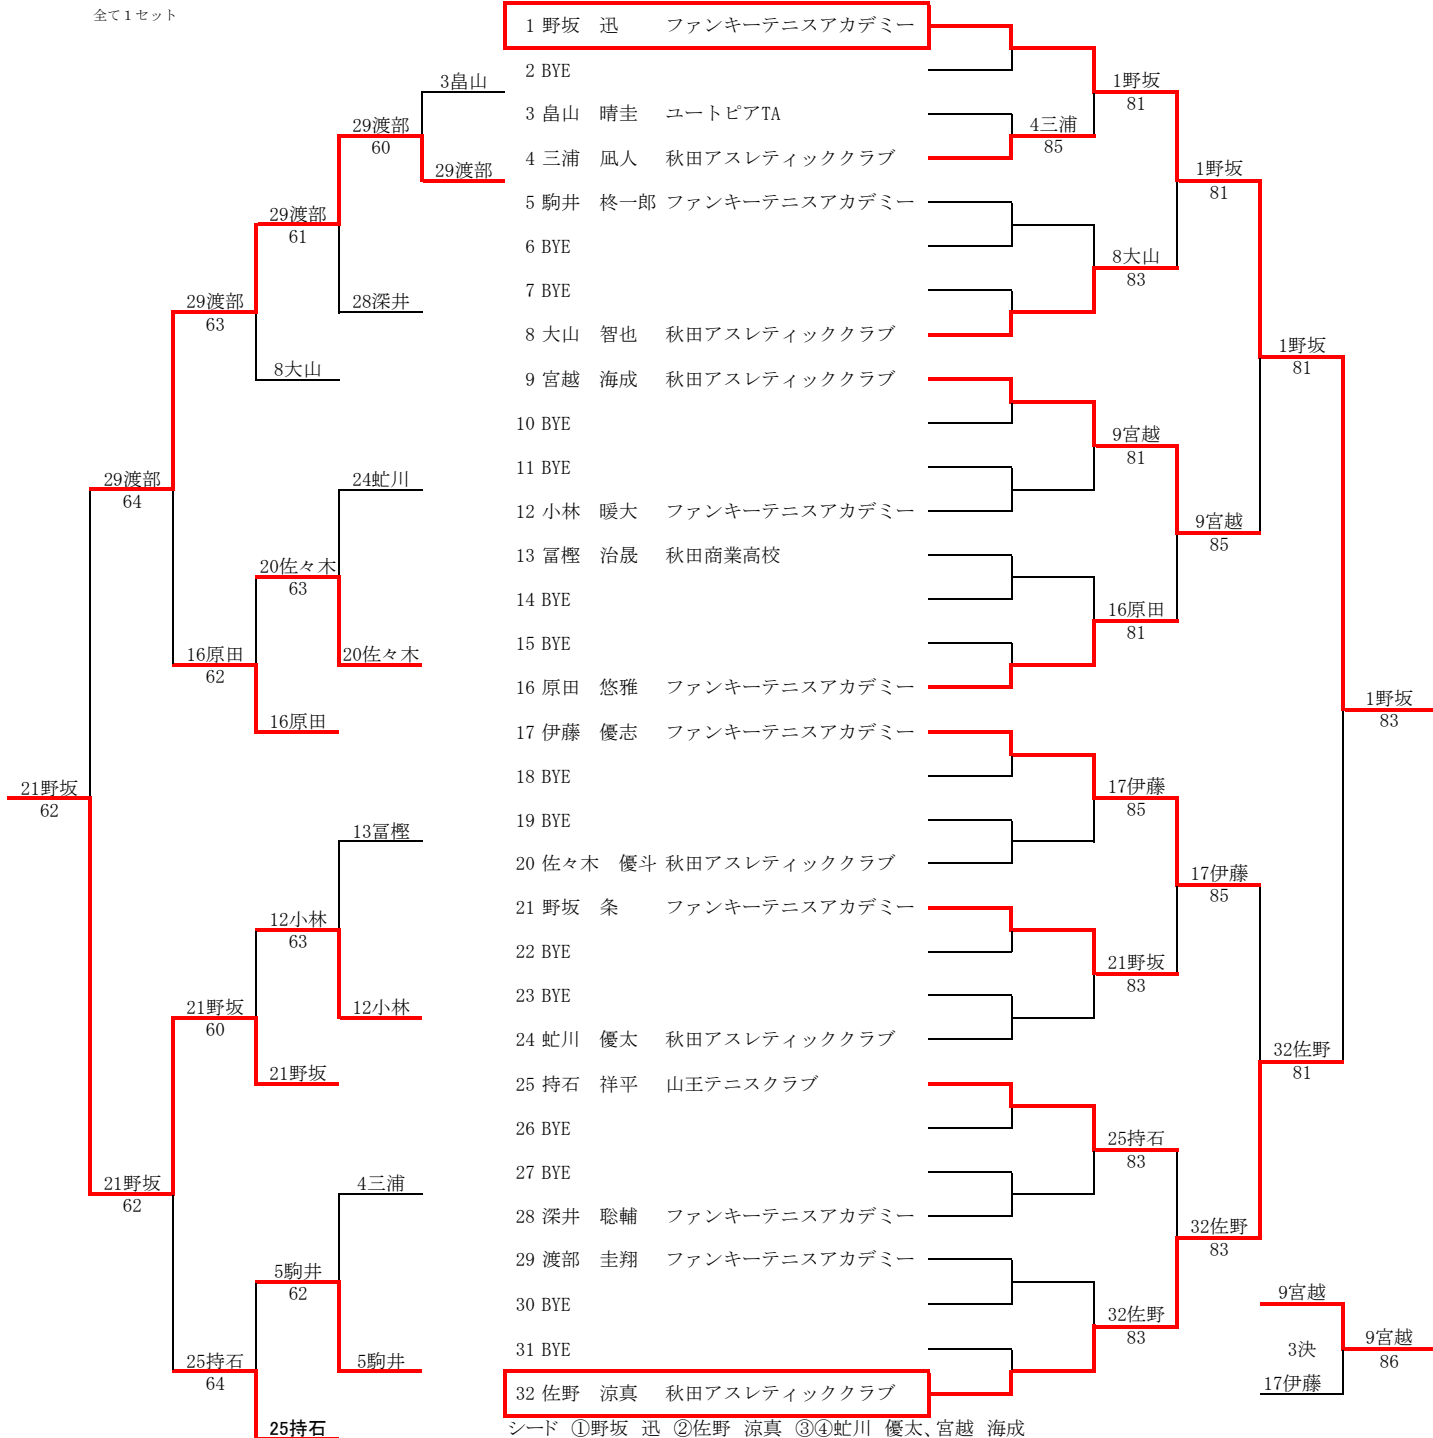 全て１セット
1 野坂　迅　ファンキーテニスアカデミー
2 BYE
3 畠山　晴圭　ユートピアTA
4 三浦　凪人　秋田アスレティッククラブ
5 駒井　柊一郎 ファンキーテニスアカデミー
6 BYE
7 BYE
8 大山　智也　秋田アスレティッククラブ
9 宮越　海成　秋田アスレティッククラブ
10 BYE
11 BYE
12 小林　暖大　ファンキーテニスアカデミー
13 冨樫　治晟　秋田商業高校
14 BYE
15 BYE
16 原田　悠雅　ファンキーテニスアカデミー
17 伊藤　優志　ファンキーテニスアカデミー
18 BYE
19 BYE
20 佐々木　優斗 秋田アスレティッククラブ
21 野坂　条　ファンキーテニスアカデミー
22 BYE
23 BYE
24 虻川　優太　秋田アスレティッククラブ
25 持石　祥平　山王テニスクラブ
26 BYE
27 BYE
28 深井　聡輔　ファンキーテニスアカデミー
29 渡部　圭翔　ファンキーテニスアカデミー
30 BYE
31 BYE
32 佐野　涼真　秋田アスレティッククラブ
シード　①野坂　迅　②佐野　涼真　③④虻川　優太、宮越　海成
3畠山
29渡部
29渡部
60
28深井
29渡部
61
8大山
29渡部
63
24虻川
20佐々木
20佐々木
63
16原田
16原田
62
29渡部
64
13冨樫
12小林
12小林
63
21野坂
21野坂
60
4三浦
5駒井
5駒井
62
25持石
25持石
64
21野坂
62
21野坂
62
4三浦
85
1野坂
81
8大山
83
1野坂
81
9宮越
81
16原田
81
9宮越
85
1野坂
81
17伊藤
85
21野坂
83
17伊藤
85
25持石
83
32佐野
83
32佐野
83
32佐野
81
1野坂
83
9宮越
3決
17伊藤
9宮越
86